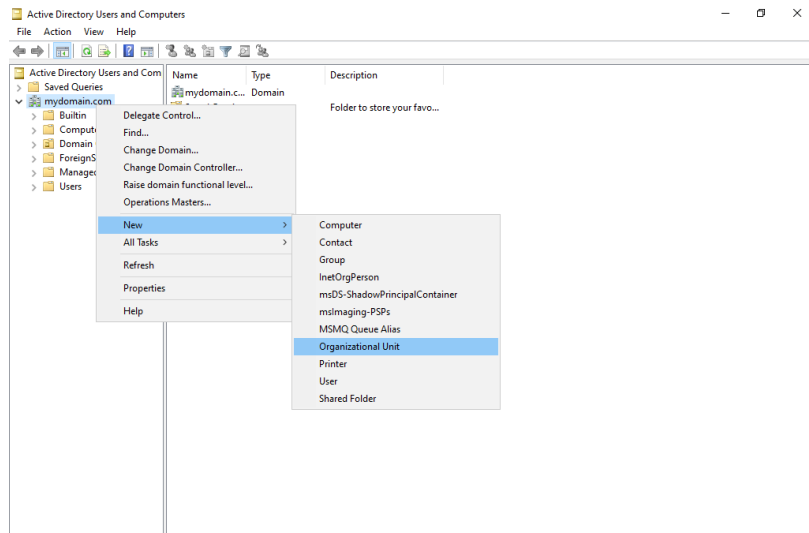 Active Directory Users and Computers
File Action View Help
Active Directory Users and Com
Saved Queries
mydomain.com
Builtin
Comput
Domain
ForeignS
Managed
Users
Name Type Description
mydomain.c... Domain
Folder to store your favo...
Delegate Control...
Find...
Change Domain...
Change Domain Controller...
Raise domain functional level...
Operations Masters...
New
All Tasks
Refresh
Properties
Help
Computer
Contact
Group
InetOrgPerson
msDS-ShadowPrincipalContainer
msImaging-PSPs
MSMQ Queue Alias
Organizational Unit
Printer
User
Shared Folder